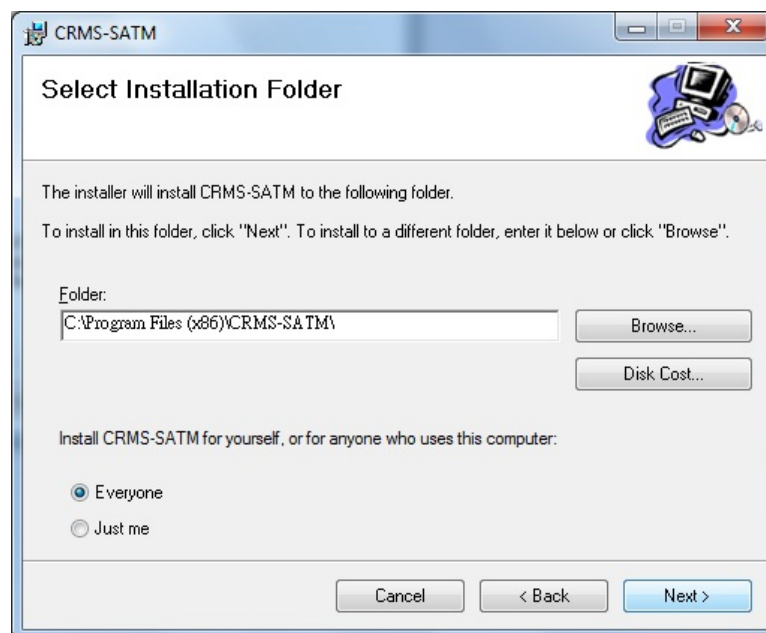 CRMS-SATM
Select Installation Folder
The installer will install CRMS-SATM to the following folder.
To install in this folder, click "Next". To install to a different folder, enter it below or click "Browse".
Folder:
C:\Program Files (x86)\CRMS-SATM\
Browse...
Disk Cost...
Install CRMS-SATM for yourself, or for anyone who uses this computer:
Everyone
Just me
Cancel
< Back
Next >